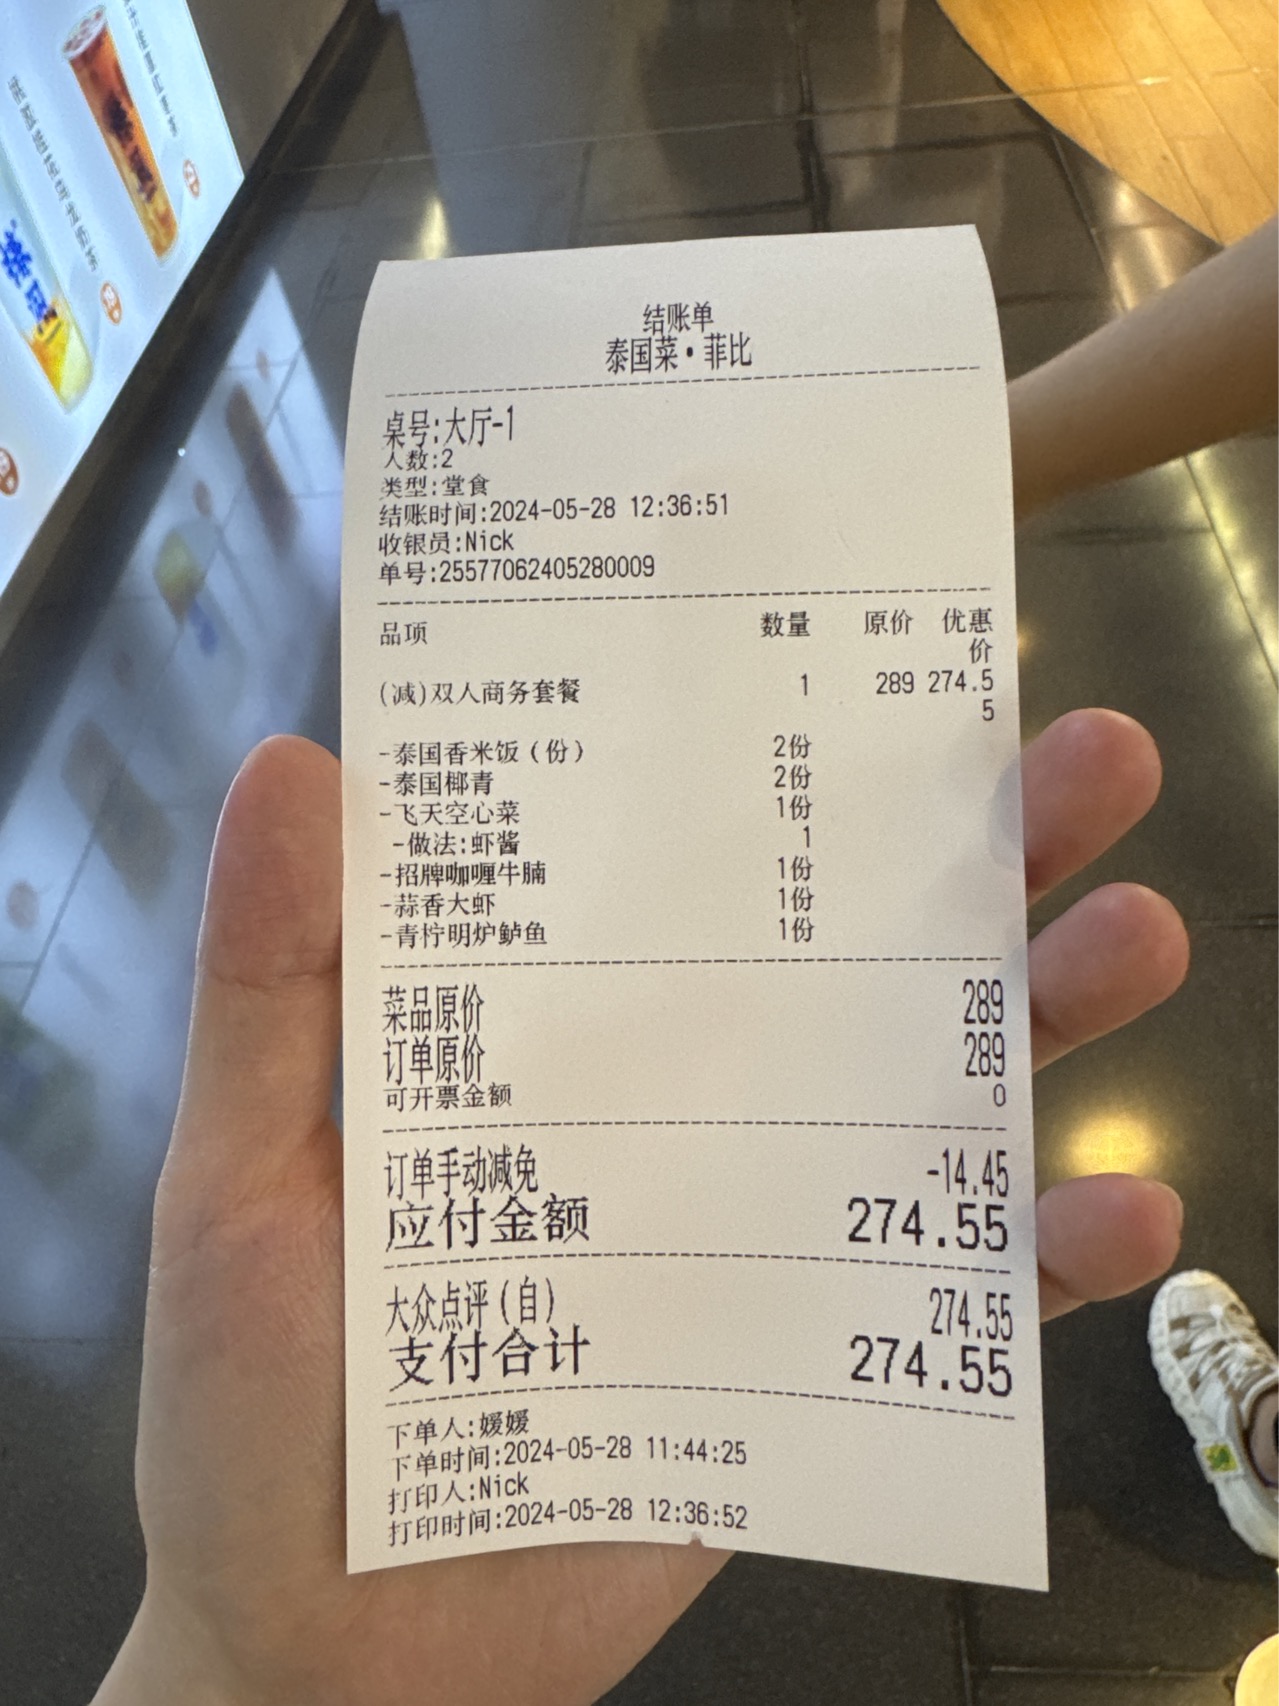 结账单
泰国菜•菲比
桌号:大厅-1
人数:2
类型:堂食
结账时间:2024-05-28 12:36:51
收银员:Nick
单号:25577062405280009
品项 数量 原价 优惠
价
(减)双人商务套餐 1 289 274.5
5
-泰国香米饭（份） 2份
-泰国椰青 2份
-飞天空心菜 1份
-做法:虾酱 1
-招牌咖喱牛腩 1份
-蒜香大虾 1份
-青柠明炉鲈鱼 1份
菜品原价 289
订单原价 289
可开票金额 0
订单手动减免 -14.45
应付金额 274.55
大众点评(自) 274.55
支付合计 274.55
下单人:媛媛
下单时间:2024-05-28 11:44:25
打印人:Nick
打印时间:2024-05-28 12:36:52